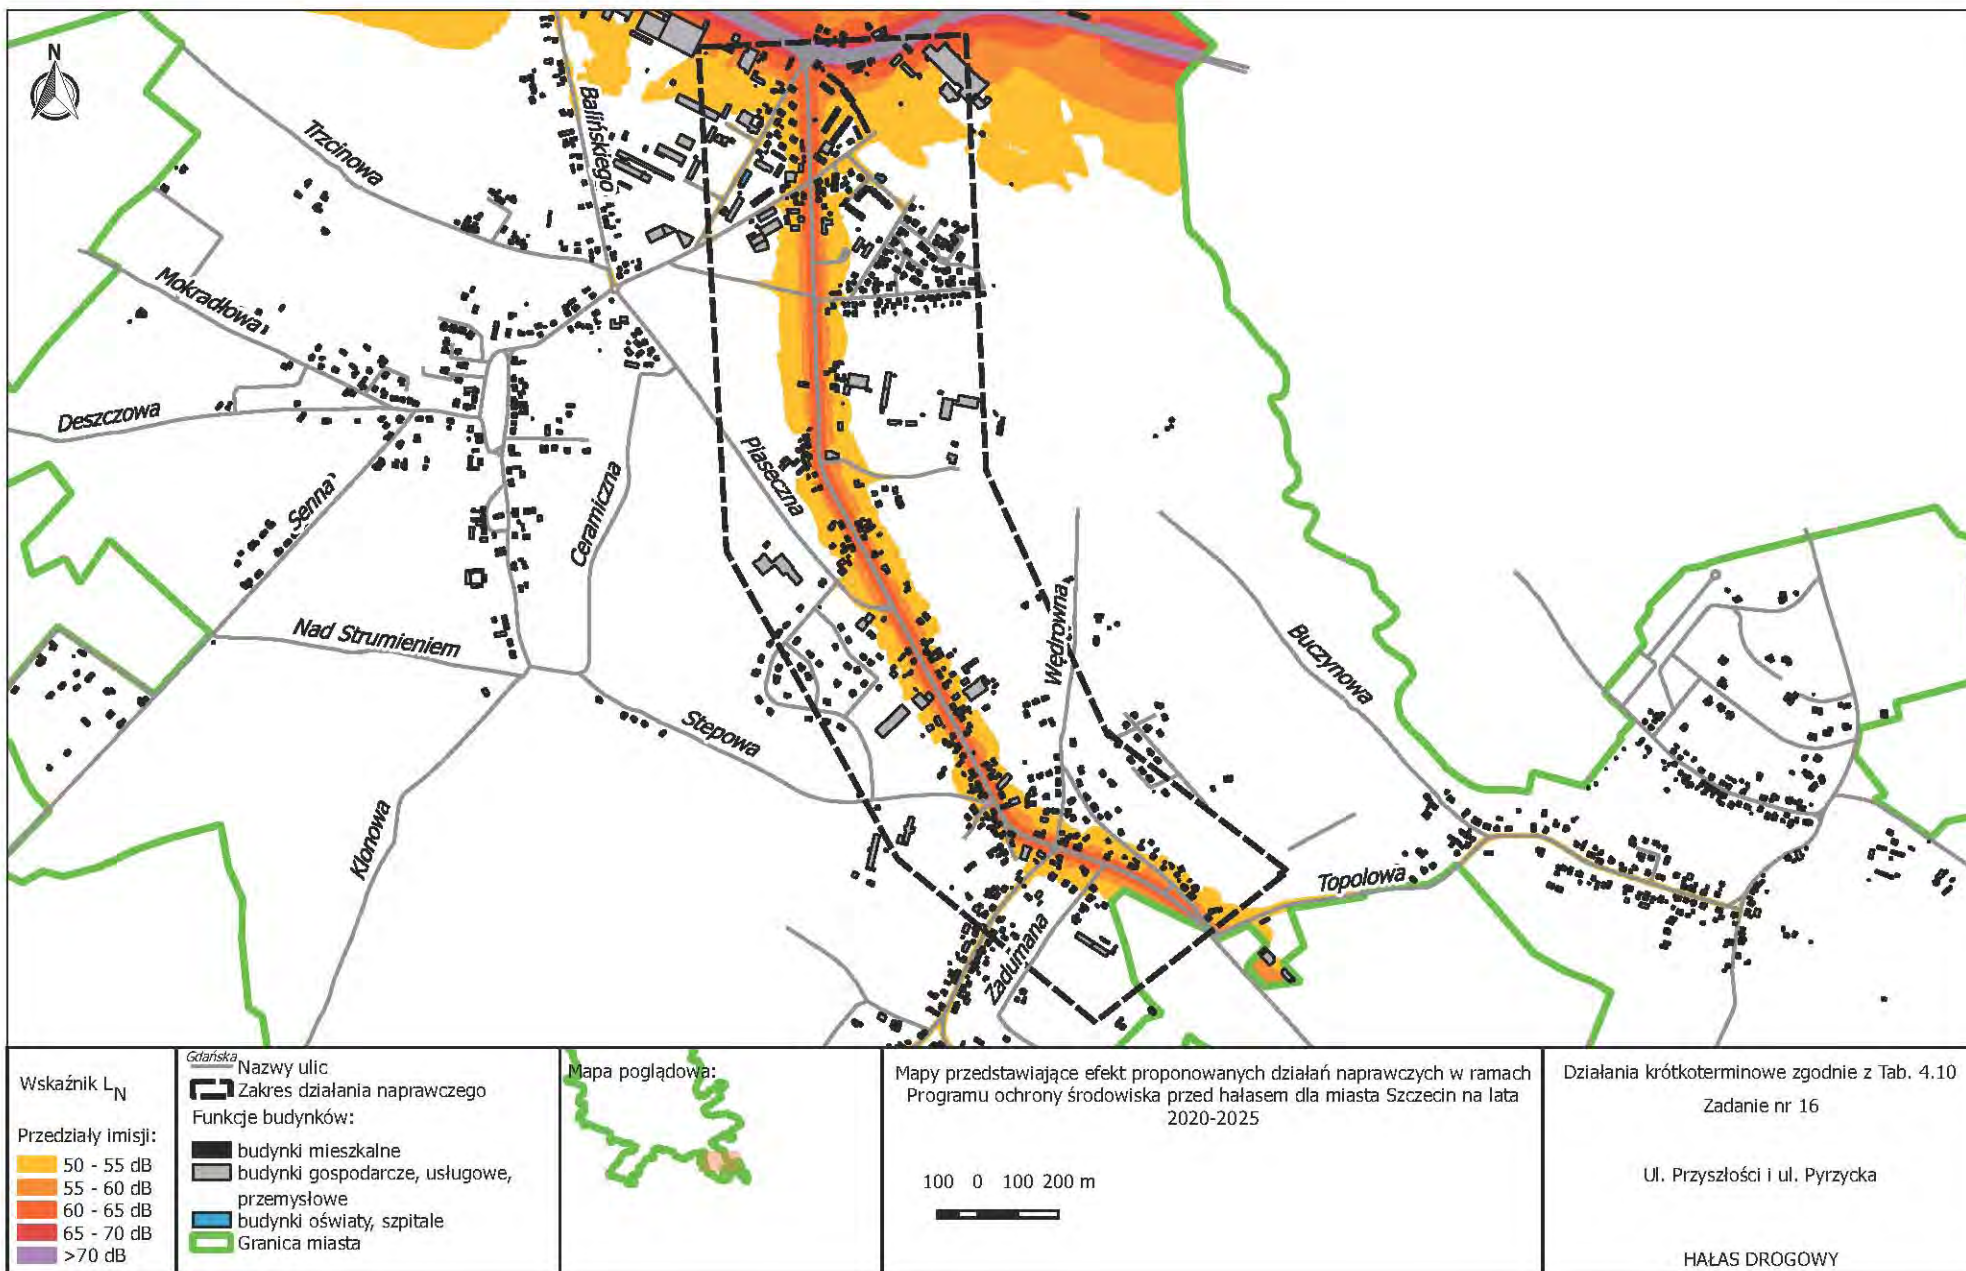 N
Trzcinowa
Balińskiego
Mokradłowa
Deszczowa
Senna
Ceramiczna
Piaseczna
Nad Strumieniem
Wędrowna
Buczynowa
Stepowa
Klonowa
Topolowa
Zadumana
Wskaźnik LN
Przedziały imisji:
50 - 55 dB
55 - 60 dB
60 - 65 dB
65 - 70 dB
>70 dB
Gdańska
Nazwy ulic
Zakres działania naprawczego
Funkcje budynków:
budynki mieszkalne
budynki gospodarcze, usługowe,
przemysłowe
budynki oświaty, szpitale
Granica miasta
Mapa poglądowa:
Mapy przedstawiające efekt proponowanych działań naprawczych w ramach
Programu ochrony środowiska przed hałasem dla miasta Szczecin na lata
2020-2025
100 0 100 200 m
Działania krótkoterminowe zgodnie z Tab. 4.10
Zadanie nr 16
Ul. Przyszłości i ul. Pyrzycka
HAŁAS DROGOWY